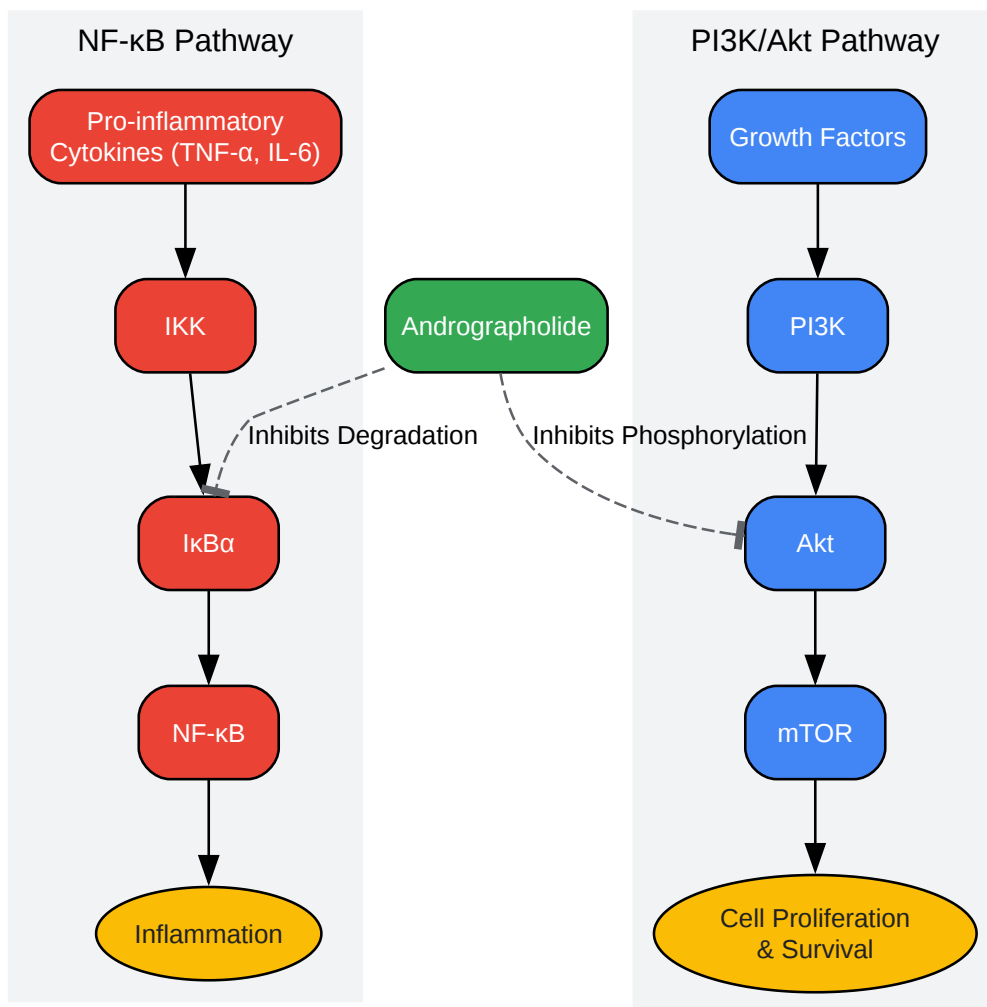 NF-κB Pathway
Pro-inflammatory
Cytokines (TNF-α, IL-6)
IKK
IκBα
NF-κB
Inflammation
Andrographolide
Inhibits Degradation
Inhibits Phosphorylation
PI3K/Akt Pathway
Growth Factors
PI3K
Akt
mTOR
Cell Proliferation
& Survival